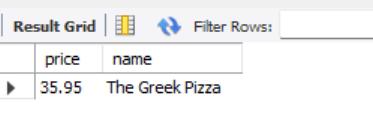 Result Grid Filter Rows:
price name
35.95 The Greek Pizza